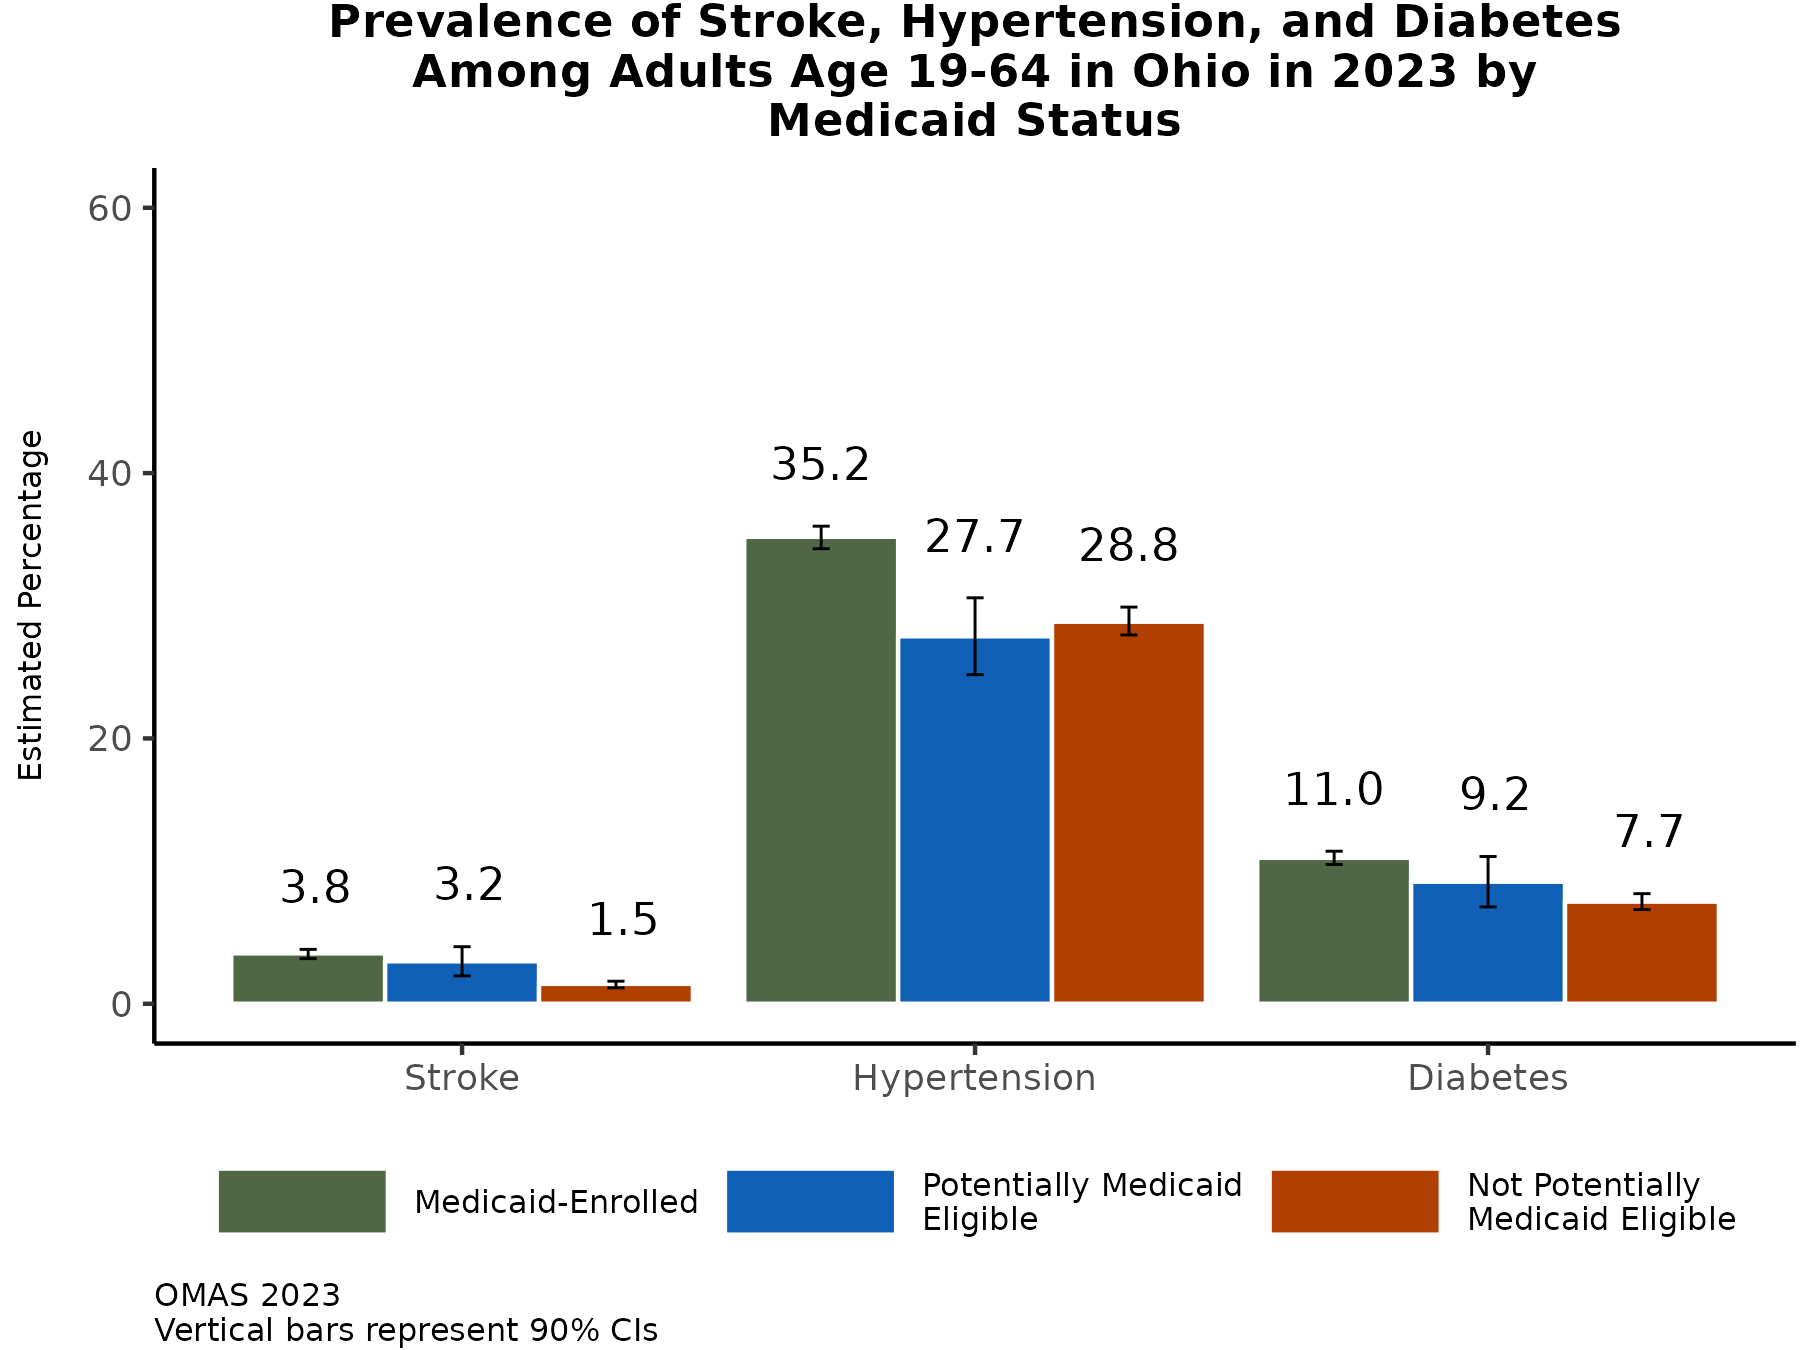 Prevalence of Stroke, Hypertension, and Diabetes
Among Adults Age 19-64 in Ohio in 2023 by
Medicaid Status
Estimated Percentage
60
40
20
0
3.8
3.2
1.5
35.2
27.7
28.8
11.0
9.2
7.7
Stroke
Hypertension
Diabetes
Medicaid-Enrolled
Potentially Medicaid
Eligible
Not Potentially
Medicaid Eligible
OMAS 2023
Vertical bars represent 90% CIs